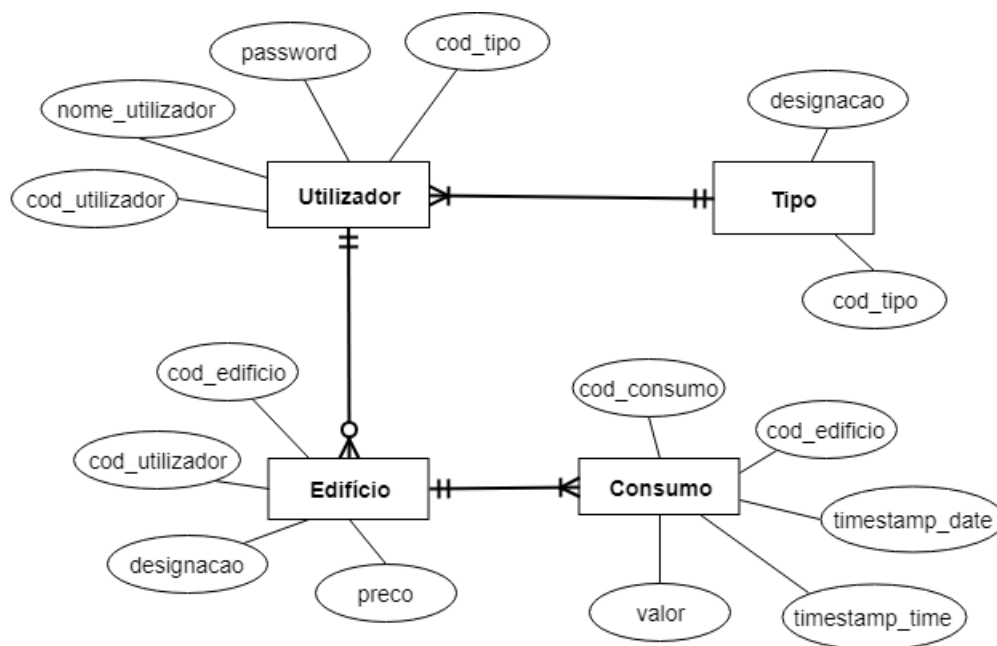 password
cod_tipo
nome_utilizador
designacao
cod_utilizador
Utilizador
Tipo
cod_tipo
cod_edificio
cod_consumo
cod_edificio
cod_utilizador
Edifício
Consumo
timestamp_date
designacao
preco
valor
timestamp_time